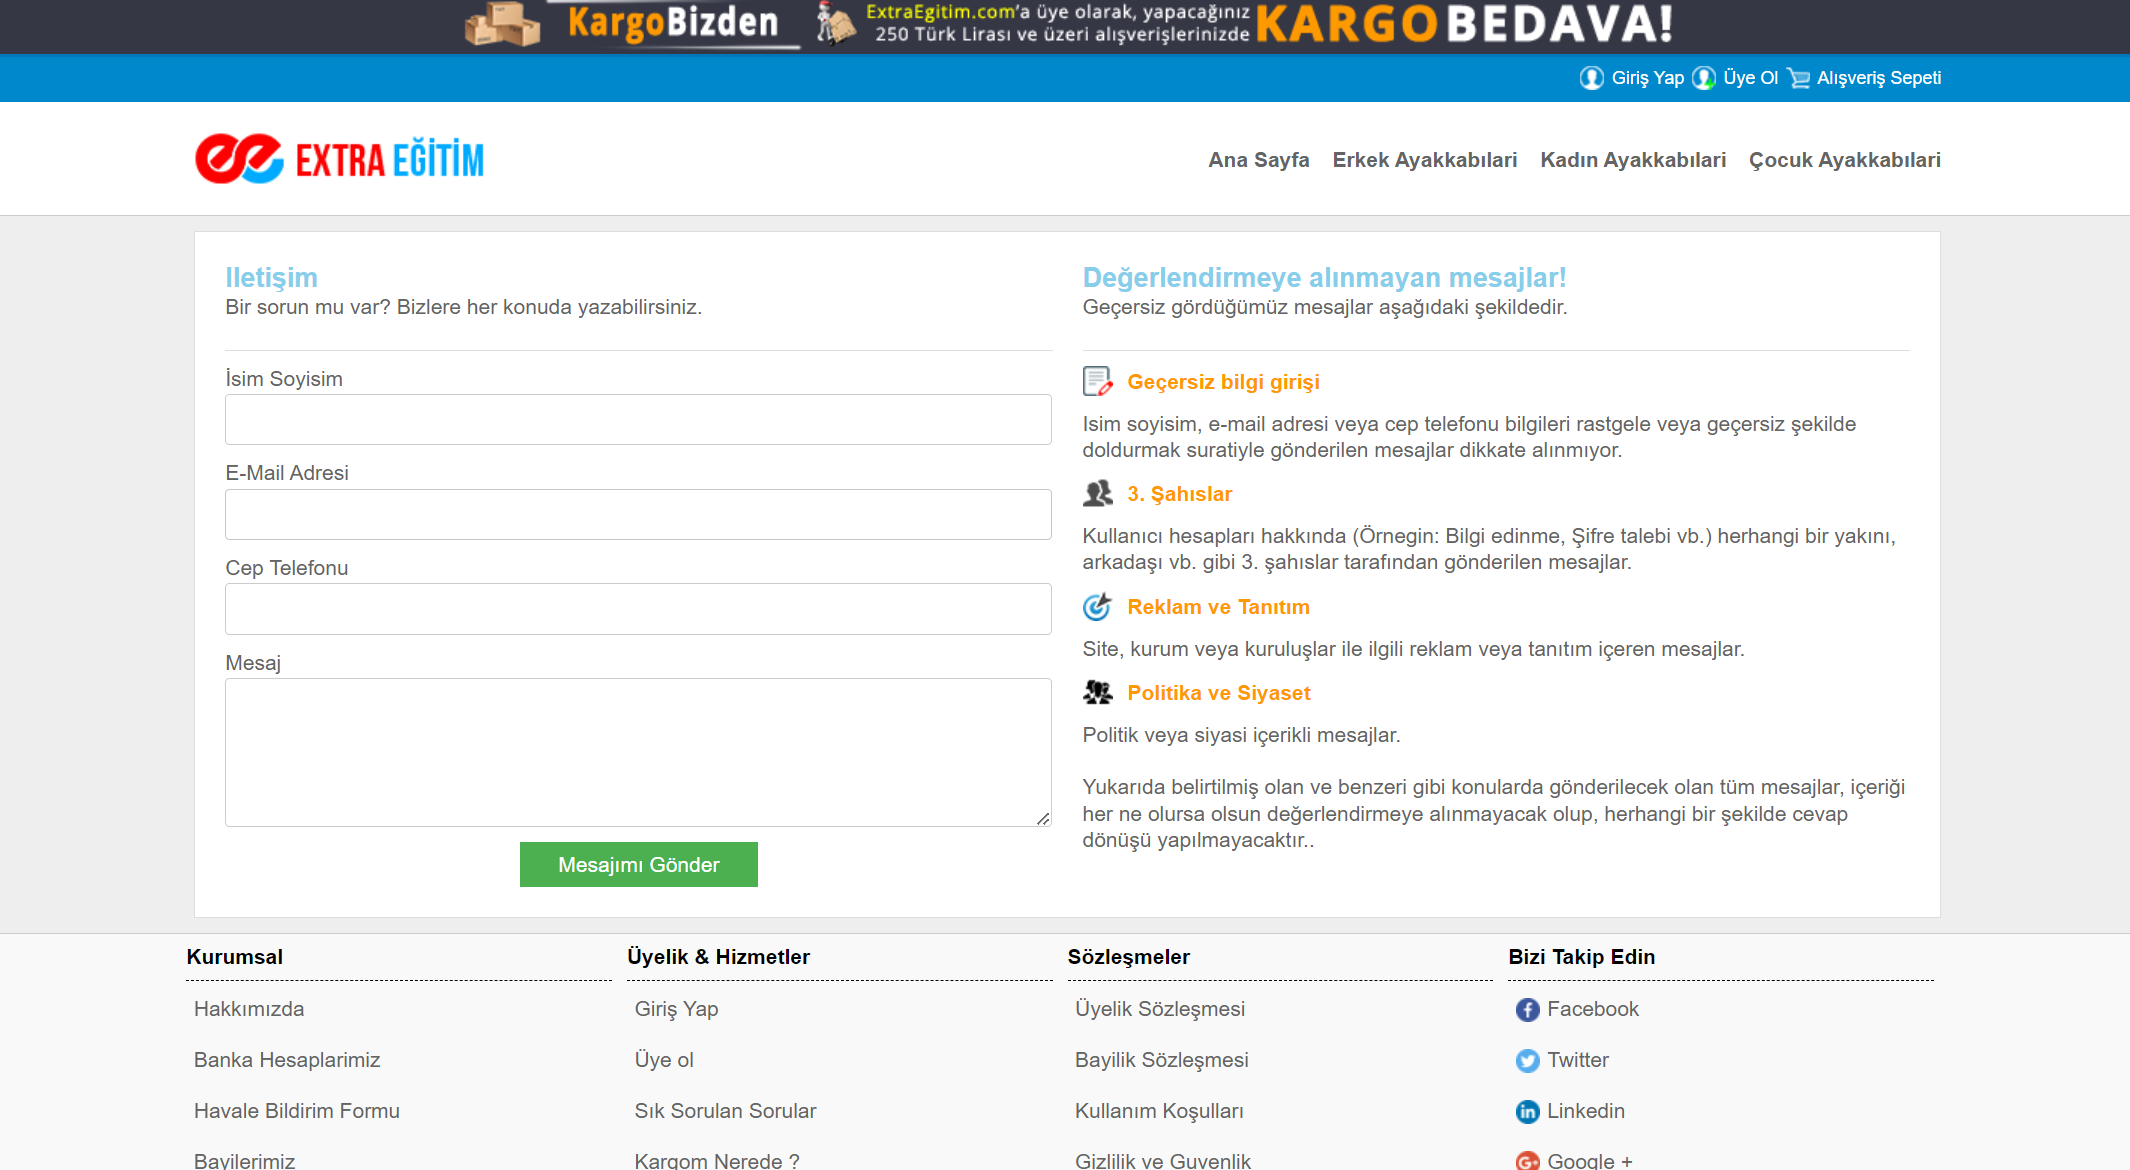 KargoBizden
ExtraEgitim.com'a üye olarak, yapacağınız
250 Türk Lirası ve üzeri alışverişlerinizde
KARGO BEDAVA!
Giriş Yap Üye Ol Alışveriş Sepeti
EXTRA EĞİTİM
Ana Sayfa Erkek Ayakkabılari Kadın Ayakkabılari Çocuk Ayakkabılari
Iletişim
Bir sorun mu var? Bizlere her konuda yazabilirsiniz.
İsim Soyisim
E-Mail Adresi
Cep Telefonu
Mesaj
Mesajımı Gönder
Değerlendirmeye alınmayan mesajlar!
Geçersiz gördüğümüz mesajlar aşağıdaki şekildedir.
Geçersiz bilgi girişi
Isim soyisim, e-mail adresi veya cep telefonu bilgileri rastgele veya geçersiz şekilde
doldurmak suratiyle gönderilen mesajlar dikkate alınmıyor.
3. Şahıslar
Kullanıcı hesapları hakkında (Örnegin: Bilgi edinme, Şifre talebi vb.) herhangi bir yakını,
arkadaşı vb. gibi 3. şahıslar tarafından gönderilen mesajlar.
Reklam ve Tanıtım
Site, kurum veya kuruluşlar ile ilgili reklam veya tanıtım içeren mesajlar.
Politika ve Siyaset
Politik veya siyasi içerikli mesajlar.
Yukarıda belirtilmiş olan ve benzeri gibi konularda gönderilecek olan tüm mesajlar, içeriği
her ne olursa olsun değerlendirmeye alınmayacak olup, herhangi bir şekilde cevap
dönüşü yapılmayacaktır..
Kurumsal
Hakkımızda
Banka Hesaplarimiz
Havale Bildirim Formu
Bayilerimiz
Üyelik & Hizmetler
Giriş Yap
Üye ol
Sık Sorulan Sorular
Kargom Nerede ?
Sözleşmeler
Üyelik Sözleşmesi
Bayilik Sözleşmesi
Kullanım Koşulları
Gizlilik ve Guvenlik
Bizi Takip Edin
Facebook
Twitter
Linkedin
Google +